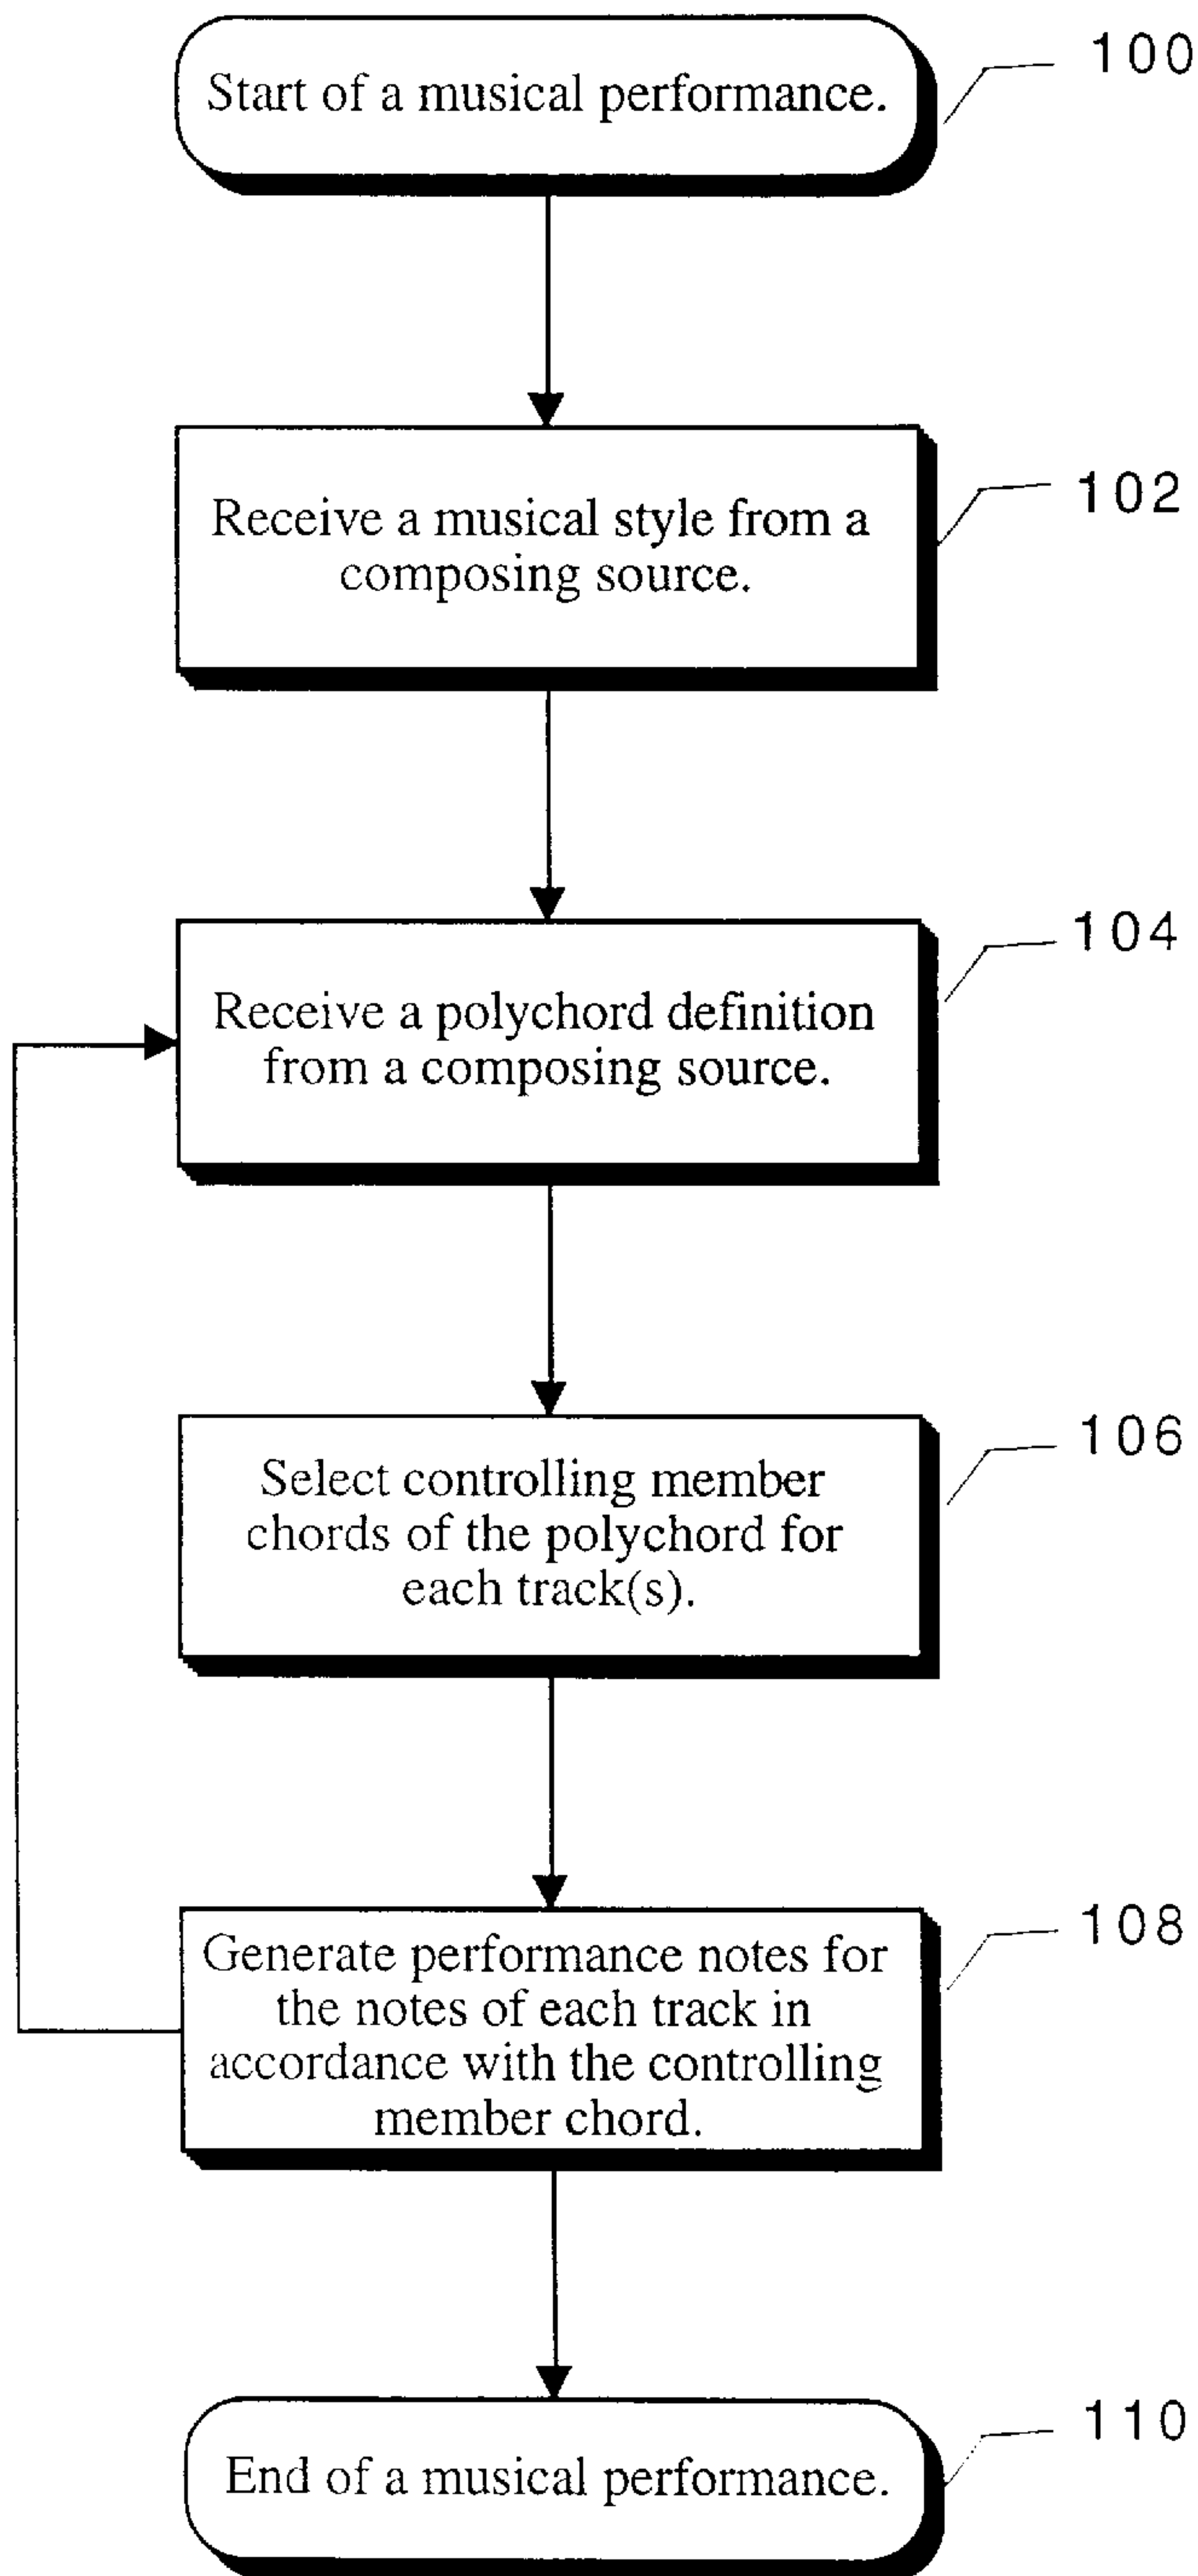 Start of a musical performance.
100
Receive a musical style from a
composing source.
102
Receive a polychord definition
from a composing source.
104
Select controlling member
chords of the polychord for
each track(s).
106
Generate performance notes for
the notes of each track in
accordance with the controlling
member chord.
108
End of a musical performance.
110